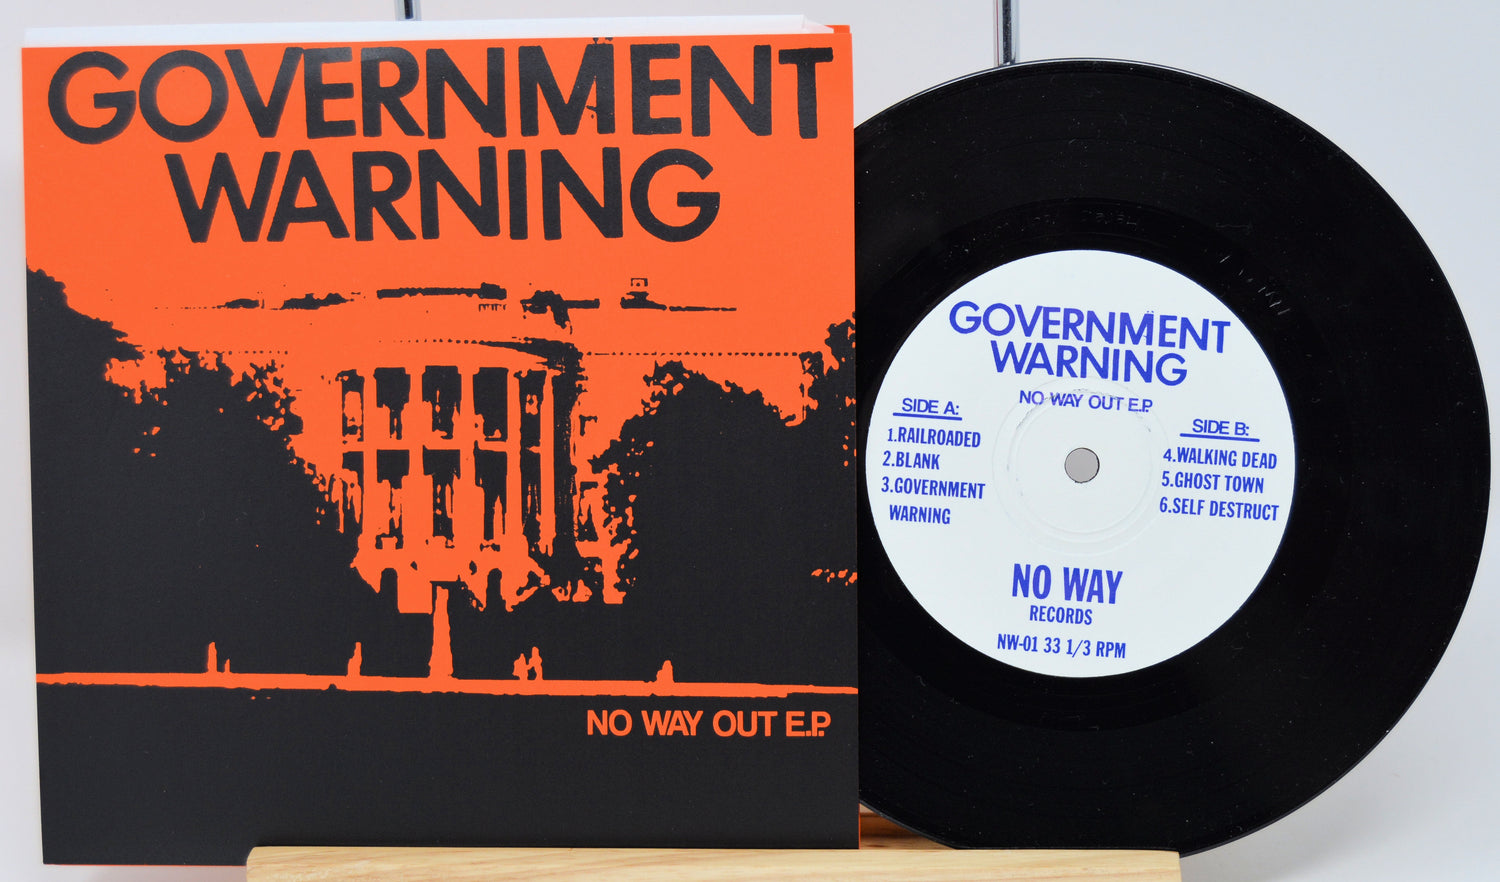 GOVERNMENT
WARNING
NO WAY OUT E.P.
GOVERNMENT
WARNING
NO WAY OUT E.P.
SIDE A:
1.RAILROADED
2.BLANK
3.GOVERNMENT
WARNING
SIDE B:
4.WALKING DEAD
5.GHOST TOWN
6.SELF DESTRUCT
NO WAY
RECORDS
NW-01 33 1/3 RPM